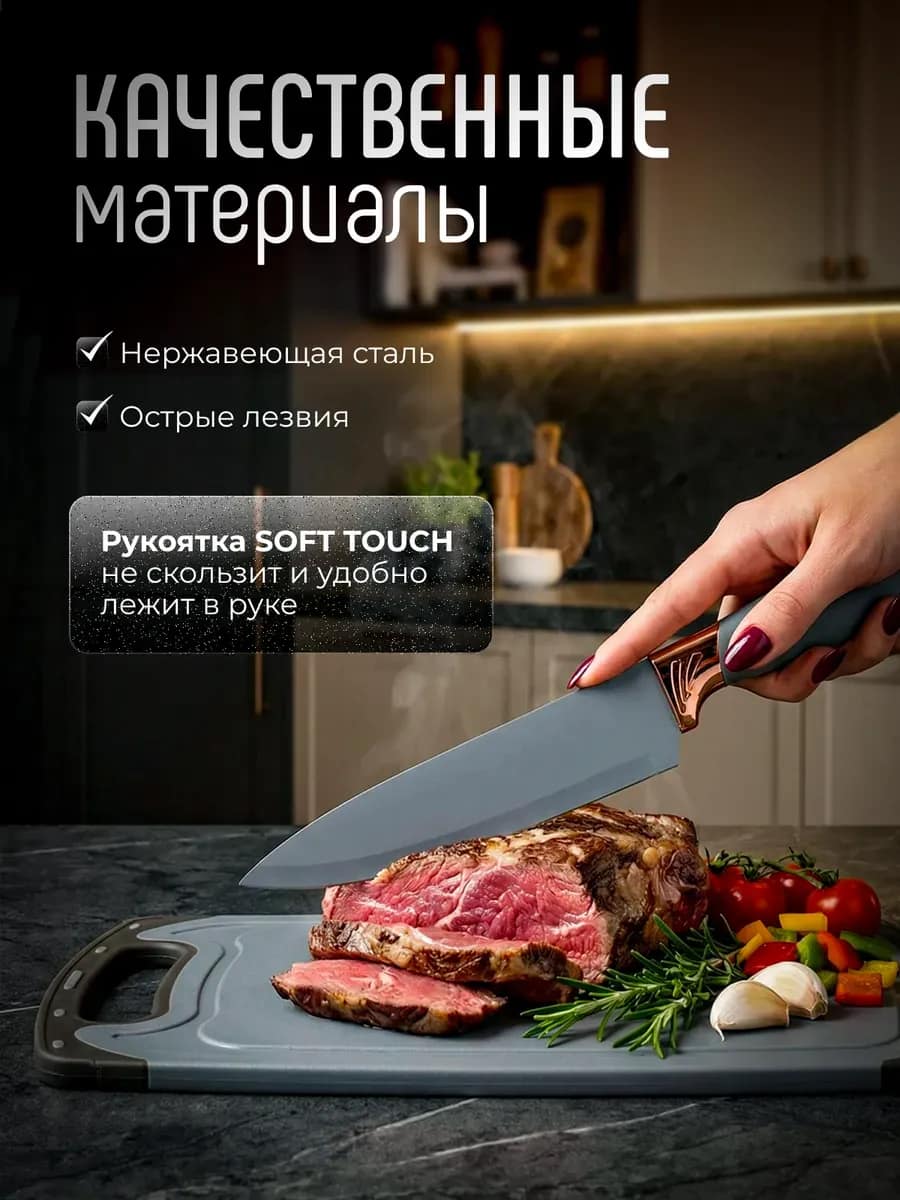 КАЧЕСТВЕННЫЕ
материалы
Нержавеющая сталь
Острые лезвия
Рукоятка SOFT TOUCH
не скользит и удобно
лежит в руке